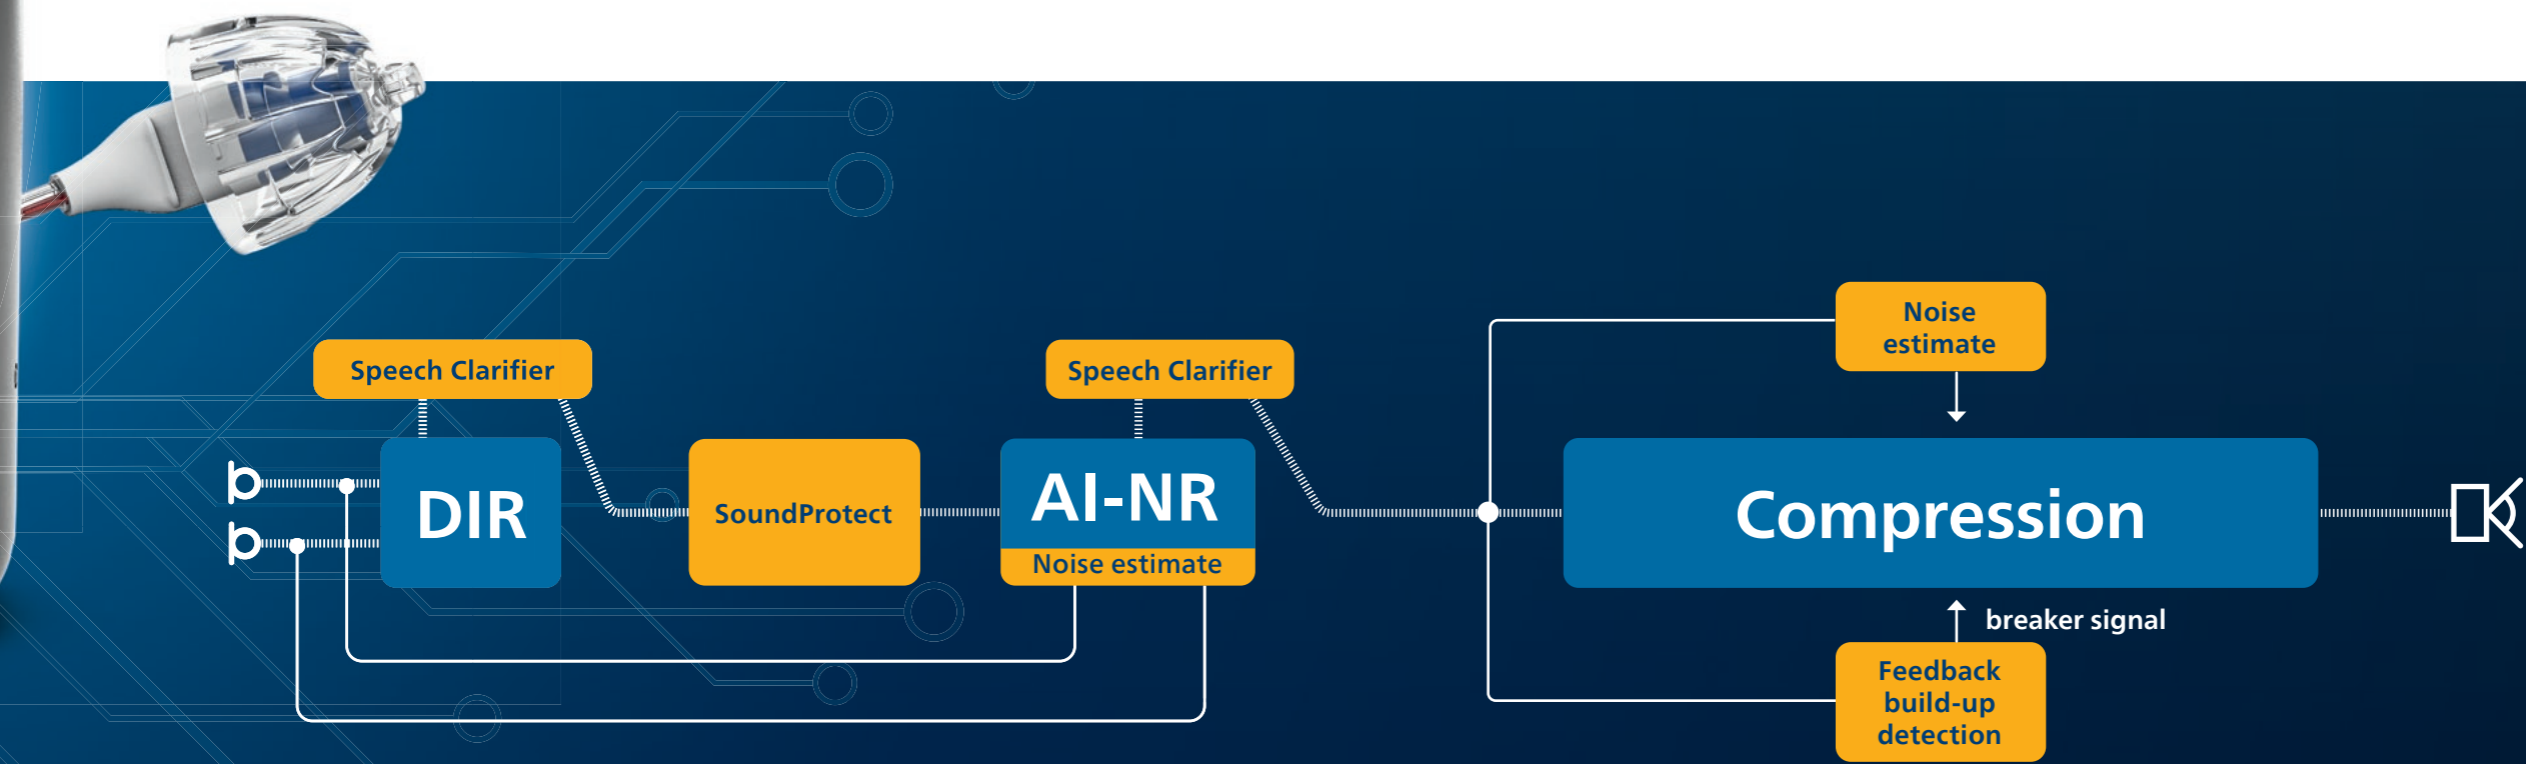 Speech Clarifier
DIR
SoundProtect
Speech Clarifier
AI-NR
Noise estimate
Noise
estimate
Compression
breaker signal
Feedback
build-up
detection